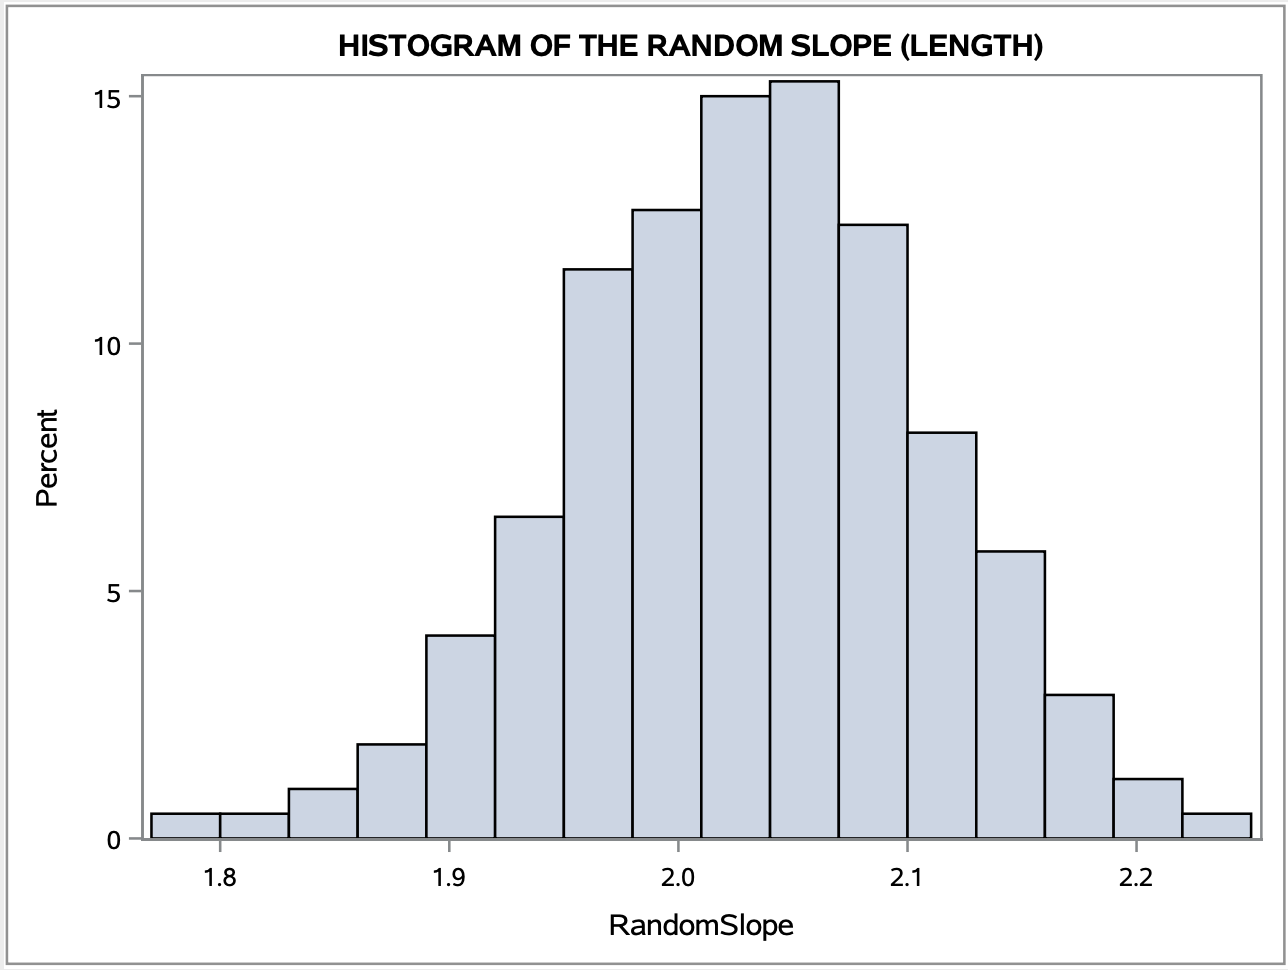 HISTOGRAM OF THE RANDOM SLOPE (LENGTH)
15
10
5
0
Percent
1.8 1.9 2.0 2.1 2.2
RandomSlope